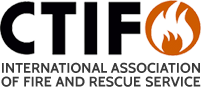 CTIF
INTERNATIONAL ASSOCIATION
OF FIRE AND RESCUE SERVICE